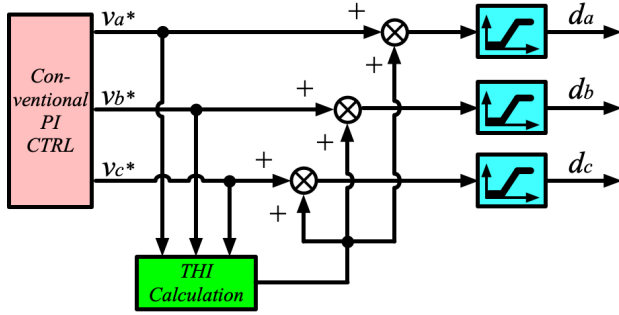 Con-
ventional
PI
CTRL
va*
vb*
vc*
+
+
+
+
+
+
da
db
dc
THI
Calculation